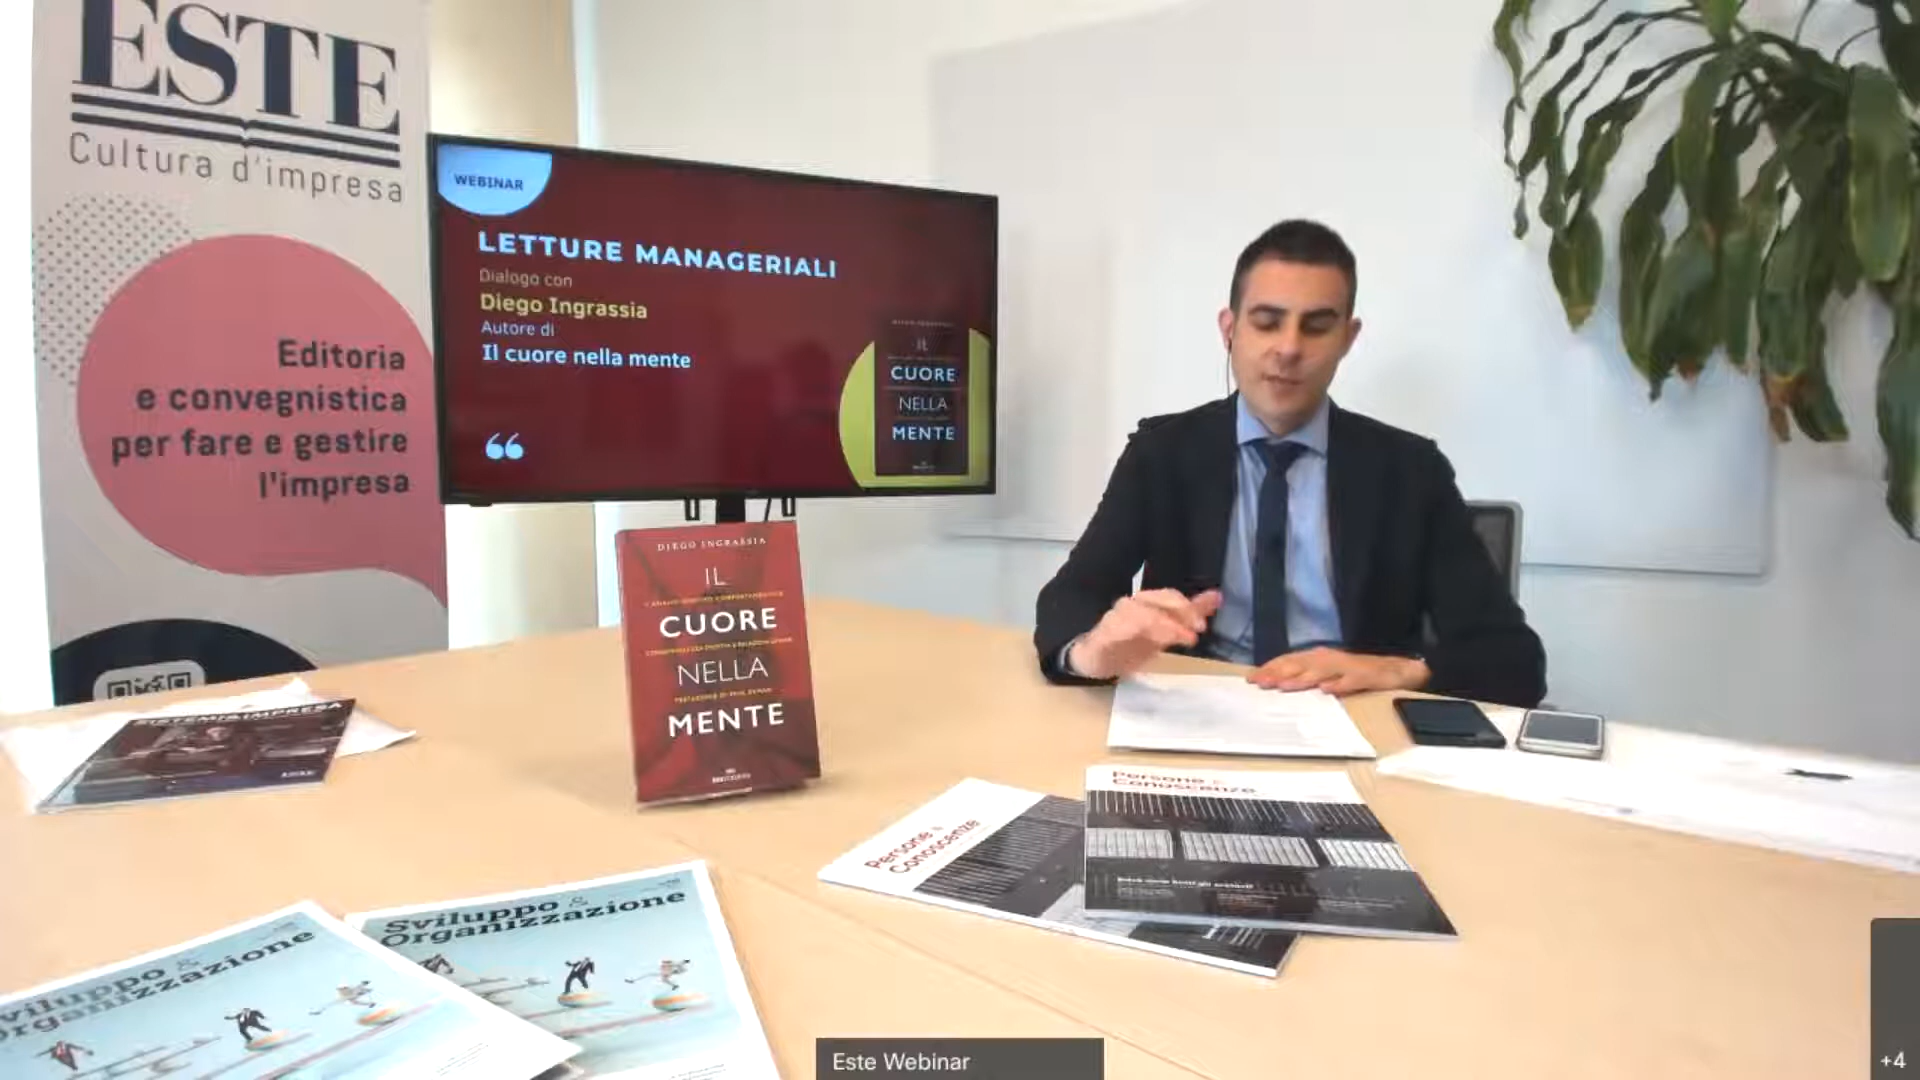 ESTE
Cultura d'impresa
Editoria
e convegnistica
per fare e gestire
l'impresa
WEBINAR
LETTURE MANAGERIALI
Dialogo con
Diego Ingrassia
Autore di
Il cuore nella mente
IL
CUORE
NELLA
MENTE
DIEGO INGRASSIA
IL
CUORE
NELLA
MENTE
SISTEMI&IMPRESA
Persone &
Conoscenze
Persone &
Conoscenze
Sviluppo &
Organizzazione
Sviluppo &
Organizzazione
Este Webinar
+4